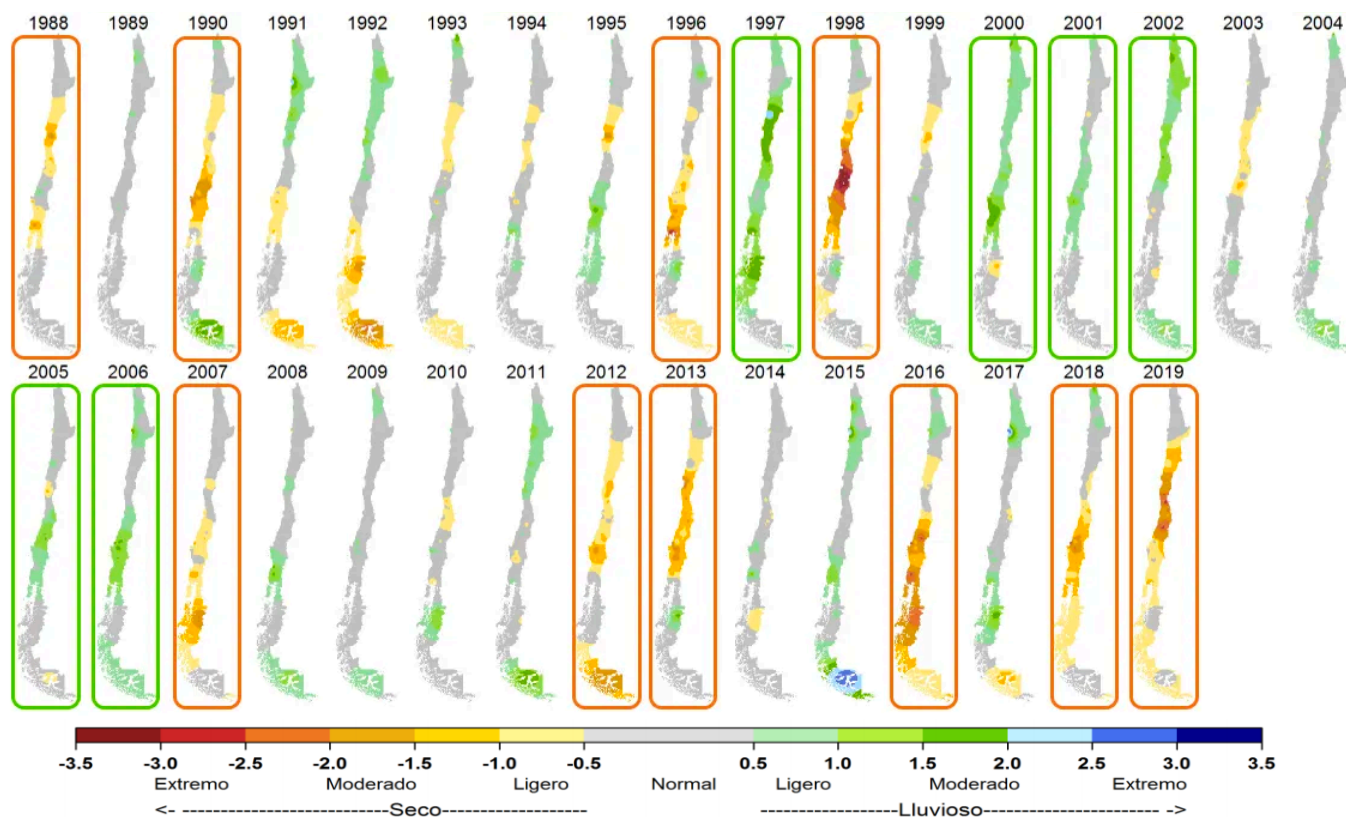 1988 1989 1990 1991 1992 1993 1994 1995 1996 1997 1998 1999 2000 2001 2002 2003 2004
2005 2006 2007 2008 2009 2010 2011 2012 2013 2014 2015 2016 2017 2018 2019
-3.5 -3.0 -2.5 -2.0 -1.5 -1.0 -0.5 0.5 1.0 1.5 2.0 2.5 3.0 3.5
Extremo Moderado Ligero Normal Ligero Moderado Extremo
<- --------------------Seco-------------------- --------------------Lluvioso-------------------- ->